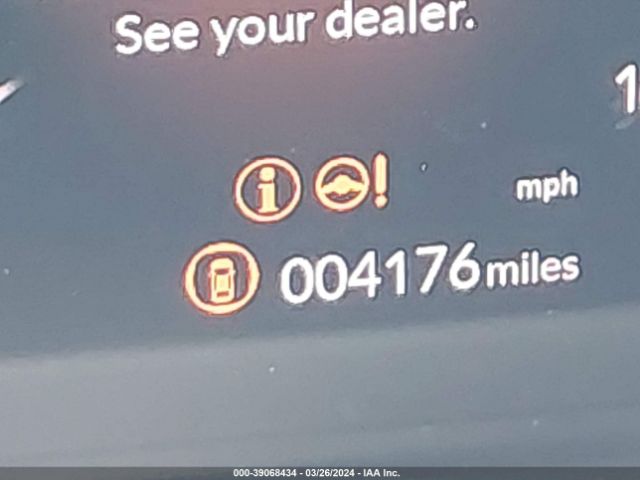 See your dealer.
mph
004176miles
000-39068434 - 03/26/2024 - IAA Inc.